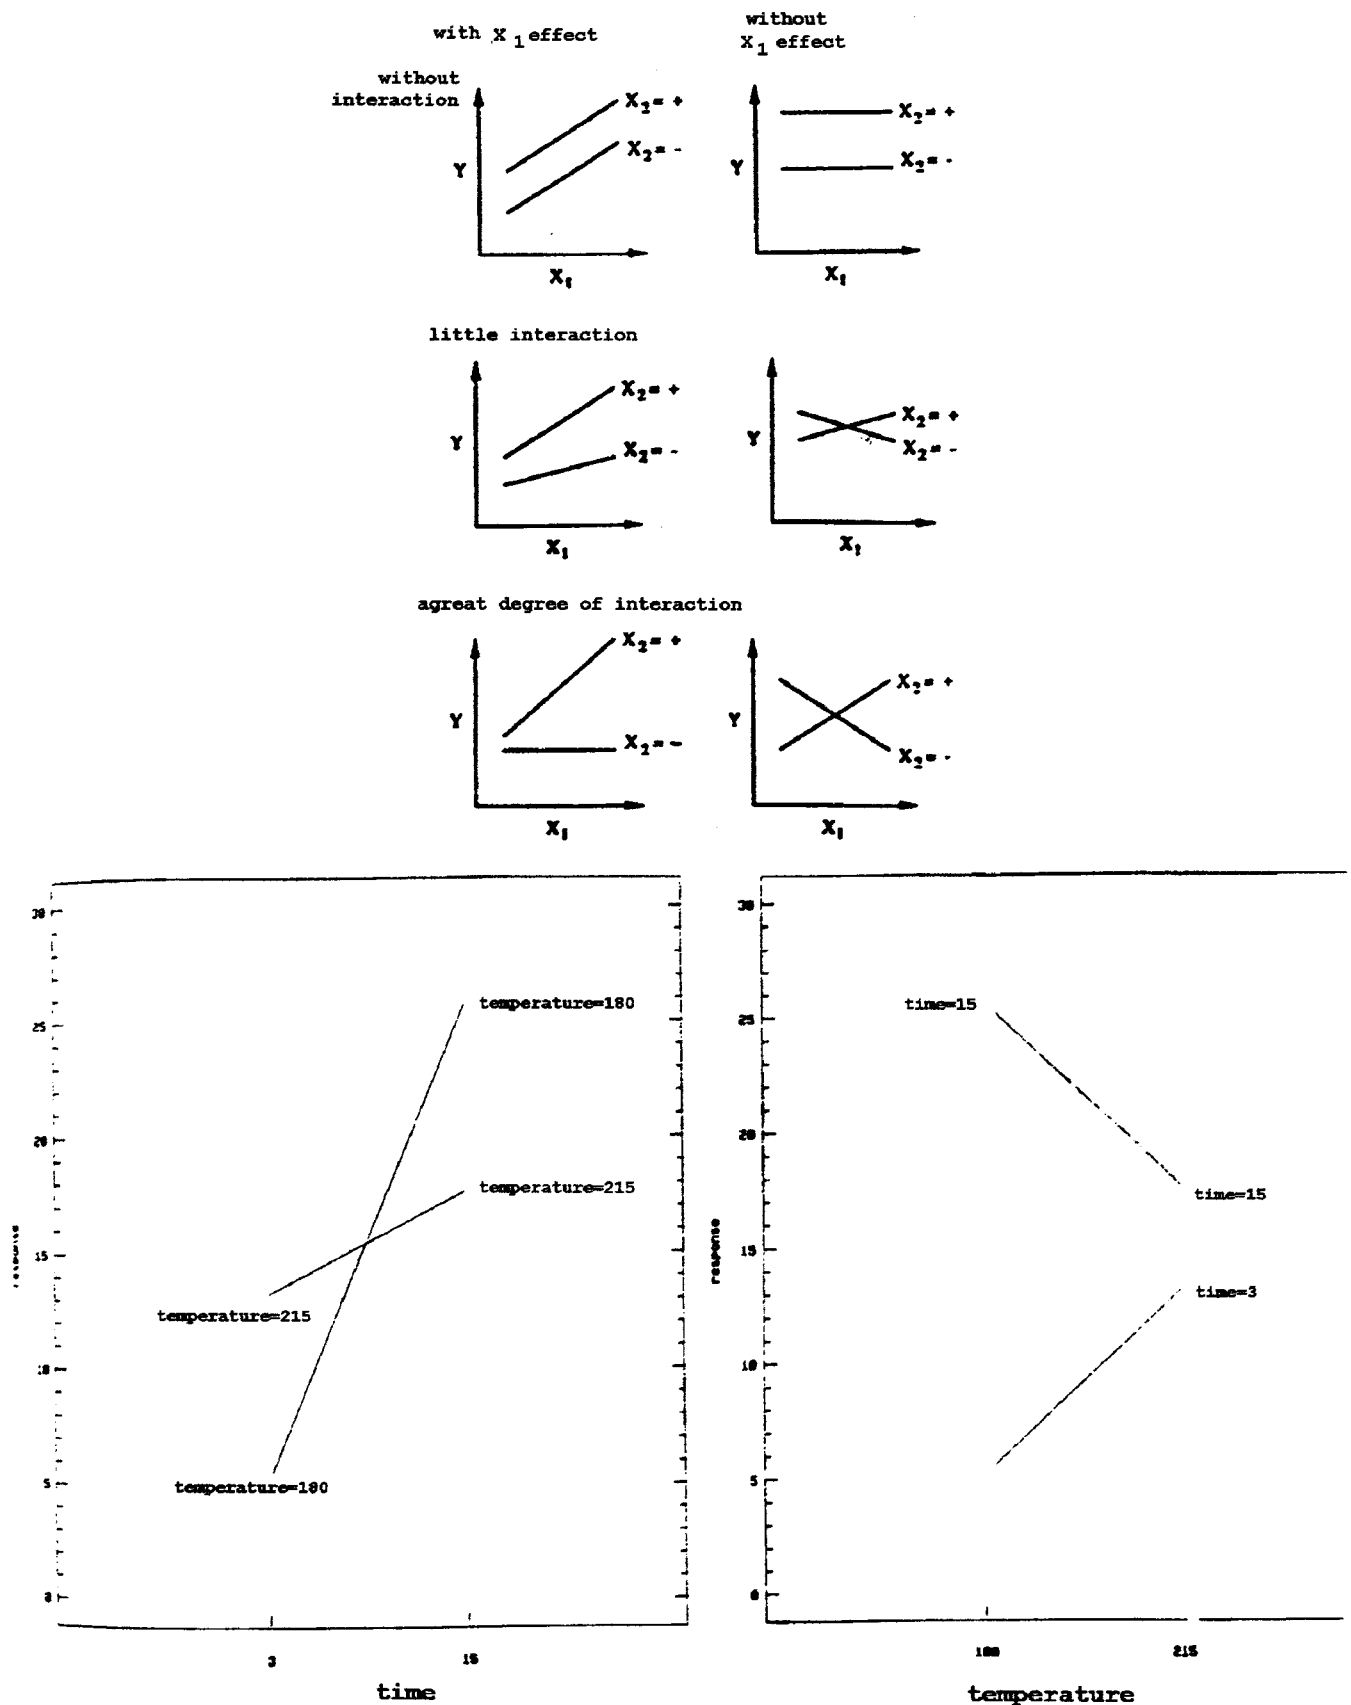 with X 1 effect
without
X 1 effect
without
interaction
X2= +
X2= -
Y
X1
X2= +
X2= -
Y
X1
little interaction
X2= +
X2= -
Y
X1
X2= +
X2= -
Y
X1
agreat degree of interaction
X2= +
X2= -
Y
X1
X2= +
X2= -
Y
X1
30
25
20
15
10
5
0
temperature=180
temperature=215
temperature=215
temperature=180
3
15
time
30
25
20
15
10
5
0
response
time=15
time=15
time=3
180
215
temperature